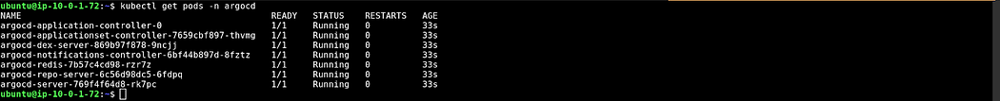 ubuntu@ip-10-0-1-72:~$ kubectl get pods -n argocd
NAME READY STATUS RESTARTS AGE
argocd-application-controller-0 1/1 Running 0 33s
argocd-applicationset-controller-7659cbf897-thvmg 1/1 Running 0 33s
argocd-dex-server-869b97f878-9ncjj 1/1 Running 0 33s
argocd-notifications-controller-6bf44b897d-8fztz 1/1 Running 0 33s
argocd-redis-7b57c4cd98-rzr7z 1/1 Running 0 33s
argocd-repo-server-6c56d98dc5-6fdpq 1/1 Running 0 33s
argocd-server-769f4f64d8-rk7pc 1/1 Running 0 33s
ubuntu@ip-10-0-1-72:~$